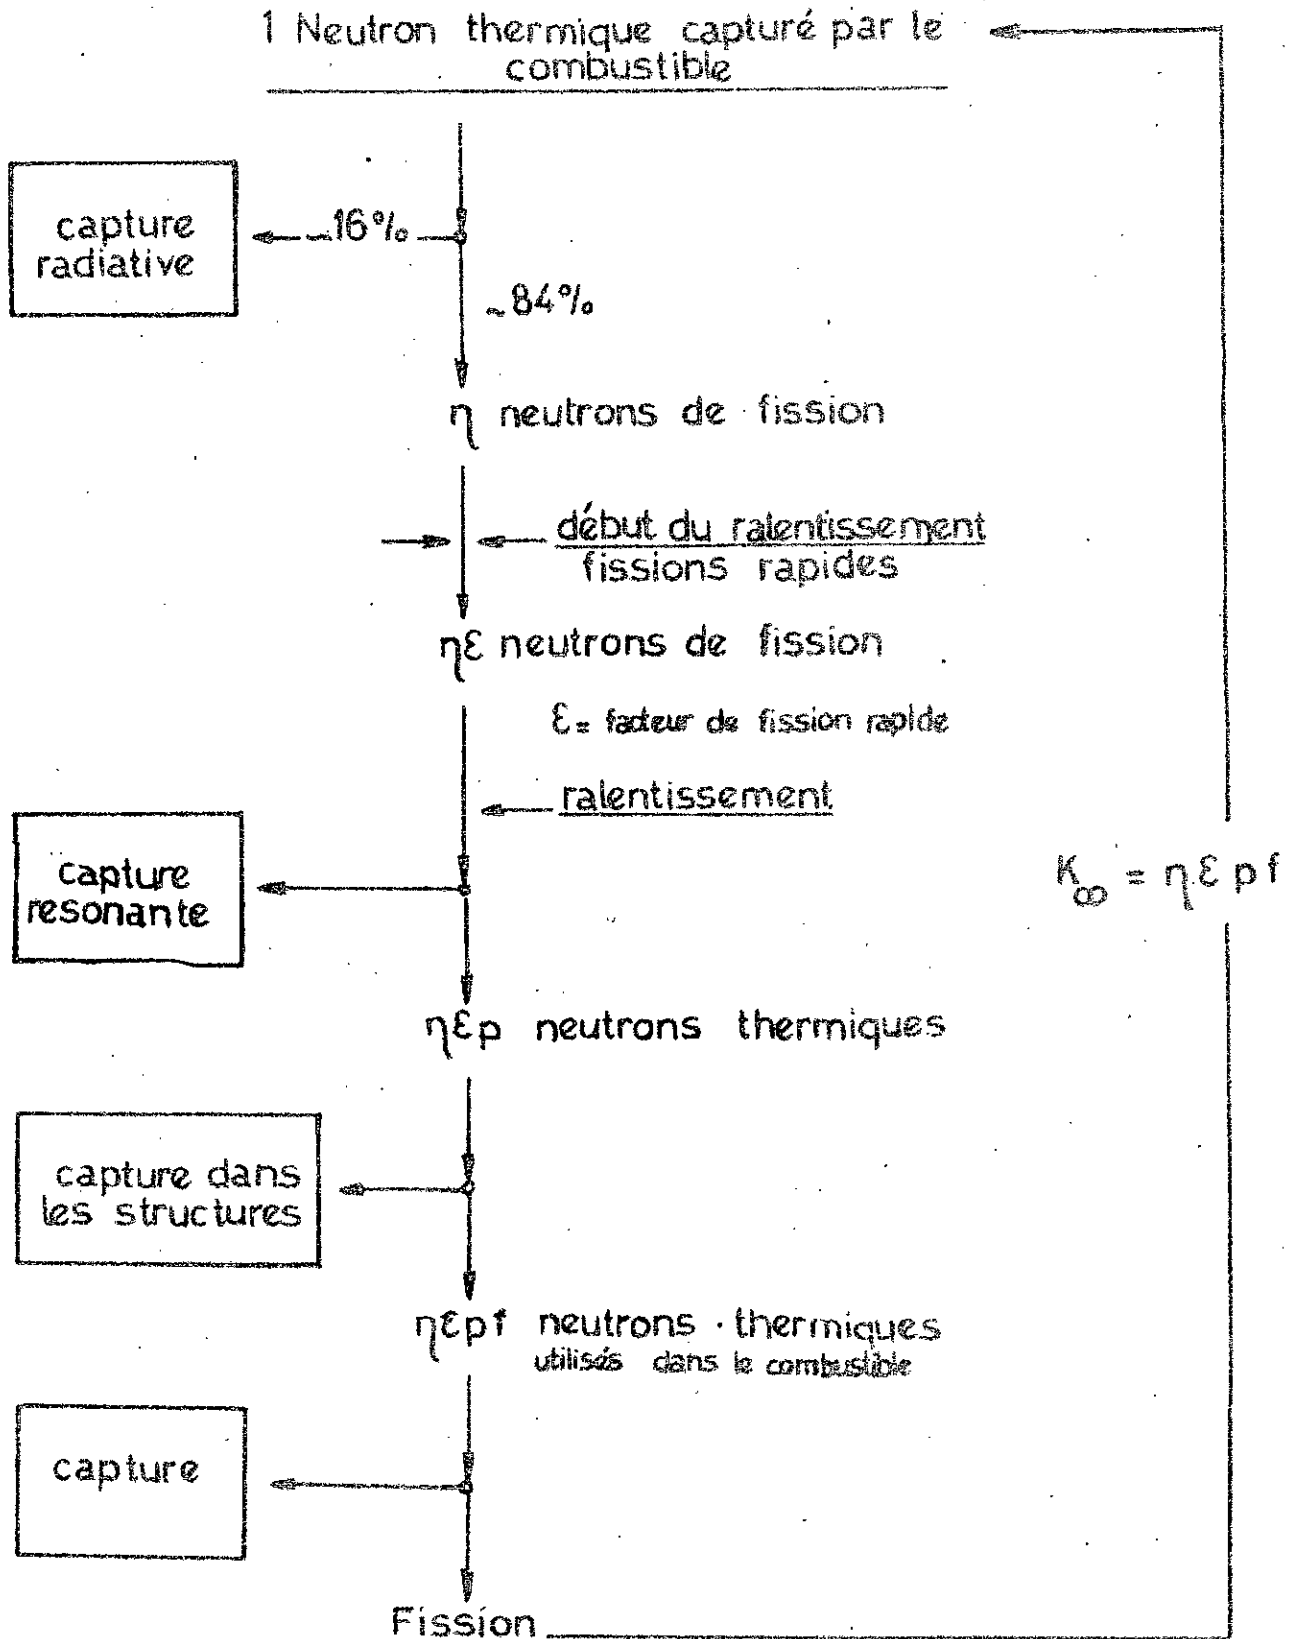 1 Neutron thermique capturé par le
combustible
capture
radiative
~16%
~84%
η neutrons de fission
début du ralentissement
fissions rapides
ηε neutrons de fission
ε = facteur de fission rapide
ralentissement
capture
resonante
K∞ = η ε p f
ηεp neutrons thermiques
capture dans
les structures
ηεpf neutrons thermiques
utilisés dans le combustible
capture
Fission